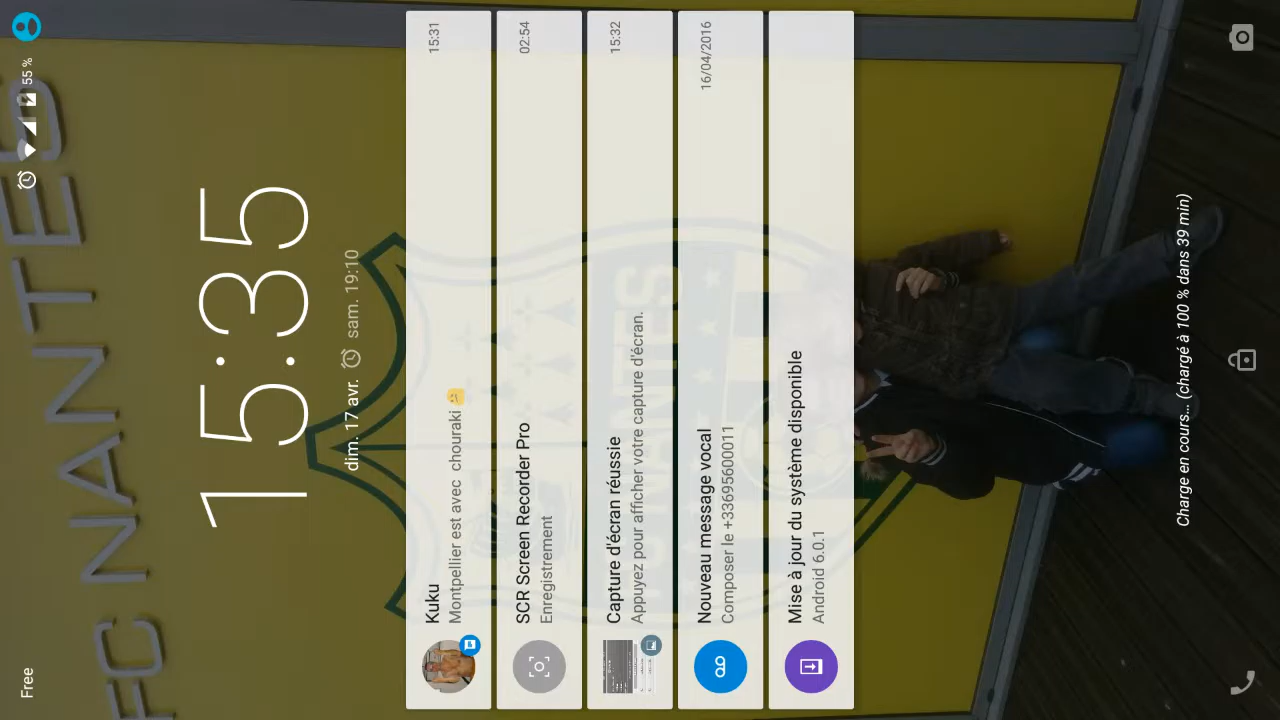 Free
55 %
15:35
dim. 17 avr. sam. 19:10
Kuku 15:31
Montpellier est avec chouraki 🤗
SCR Screen Recorder Pro 02:54
Enregistrement
Capture d'écran réussie 15:32
Appuyez pour afficher votre capture d'écran.
Nouveau message vocal 16/04/2016
Composer le +33695600011
Mise à jour du système disponible
Android 6.0.1
Charge en cours... (chargé à 100 % dans 39 min)
FC NANTES
NANTES